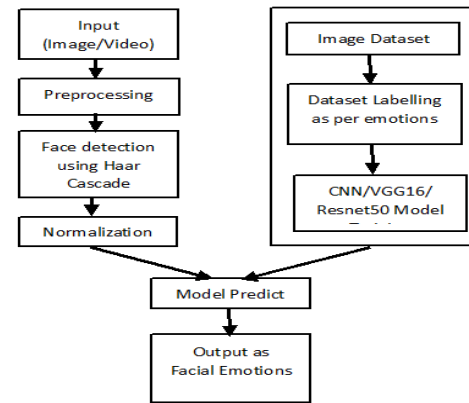 Input
(Image/Video)
Preprocessing
Face detection
using Haar
Cascade
Normalization
Image Dataset
Dataset Labelling
as per emotions
CNN/VGG16/
Resnet50 Model
Model Predict
Output as
Facial Emotions